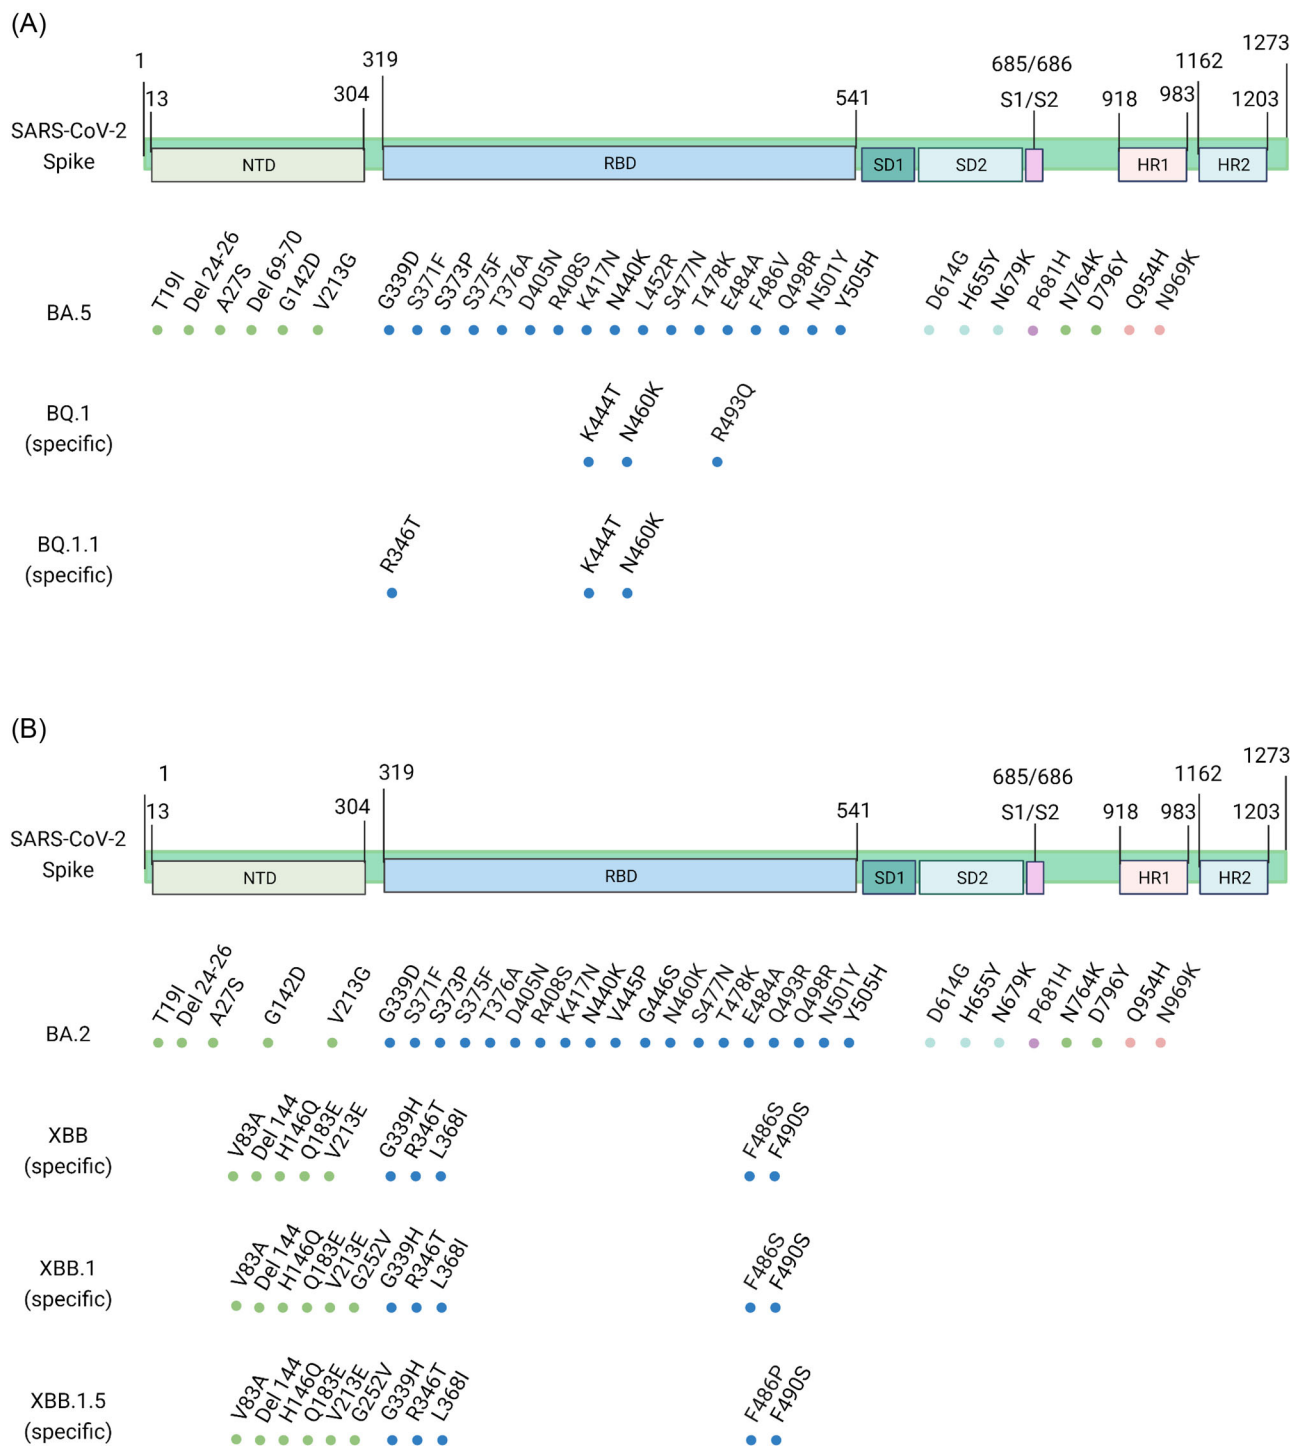 (A)
1 13 304 319 541 685/686 S1/S2 918 983 1162 1203 1273
SARS-CoV-2
Spike
NTD RBD SD1 SD2 HR1 HR2
BA.5
T19I Del 24-26 A27S Del 69-70 G142D V213G G339D S371F S373P S375F T376A D405N R408S K417N N440K L452R S477N T478K E484A F486V Q498R N501Y Y505H D614G H655Y N679K P681H N764K D796Y Q954H N969K
BQ.1
(specific)
K444T N460K R493Q
BQ.1.1
(specific)
R346T K444T N460K
(B)
1 13 304 319 541 685/686 S1/S2 918 983 1162 1203 1273
SARS-CoV-2
Spike
NTD RBD SD1 SD2 HR1 HR2
BA.2
T19I Del 24-26 A27S G142D V213G G339D S371F S373P S375F T376A D405N R408S K417N N440K V445P G446S N460K S477N T478K E484A Q493R Q498R N501Y Y505H D614G H655Y N679K P681H N764K D796Y Q954H N969K
XBB
(specific)
V83A Del 144 H146Q Q183E V213E G339H R346T L368I F486S F490S
XBB.1
(specific)
V83A Del 144 H146Q Q183E V213E G252V G339H R346T L368I F486S F490S
XBB.1.5
(specific)
V83A Del 144 H146Q Q183E V213E G252V G339H R346T L368I F486P F490S